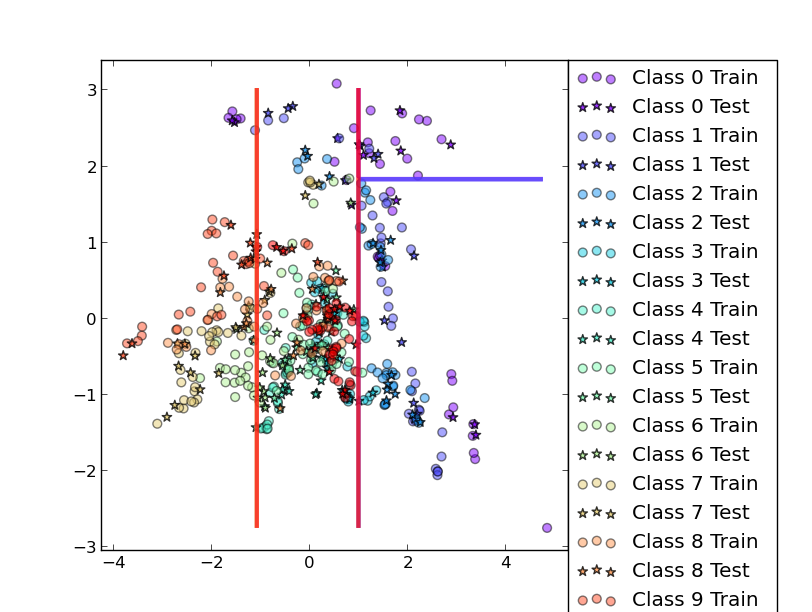 3
2
1
0
−1
−2
−3
−4
−2
0
2
4
Class 0 Train
Class 0 Test
Class 1 Train
Class 1 Test
Class 2 Train
Class 2 Test
Class 3 Train
Class 3 Test
Class 4 Train
Class 4 Test
Class 5 Train
Class 5 Test
Class 6 Train
Class 6 Test
Class 7 Train
Class 7 Test
Class 8 Train
Class 8 Test
Class 9 Train